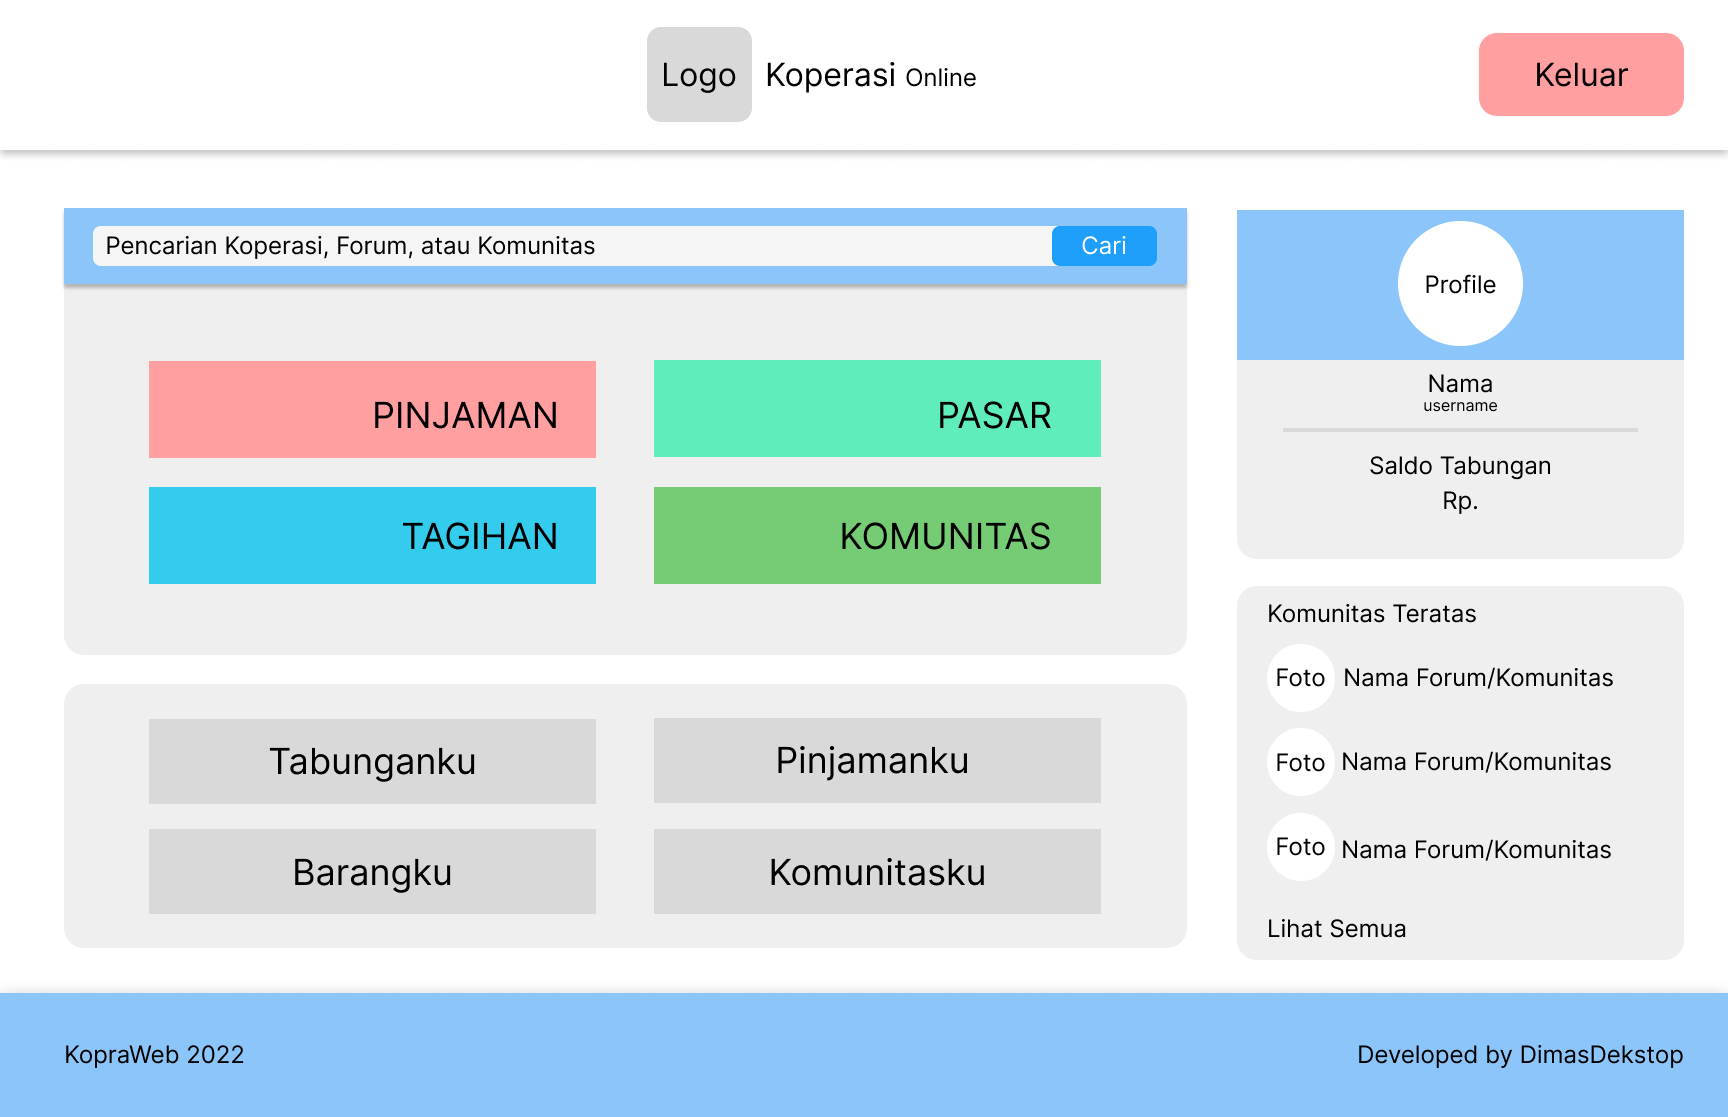 Logo
Koperasi Online
Keluar
Pencarian Koperasi, Forum, atau Komunitas
Cari
PINJAMAN
PASAR
TAGIHAN
KOMUNITAS
Tabunganku
Pinjamanku
Barangku
Komunitasku
Profile
Nama
username
Saldo Tabungan
Rp.
Komunitas Teratas
Foto
Nama Forum/Komunitas
Foto
Nama Forum/Komunitas
Foto
Nama Forum/Komunitas
Lihat Semua
KopraWeb 2022
Developed by DimasDekstop